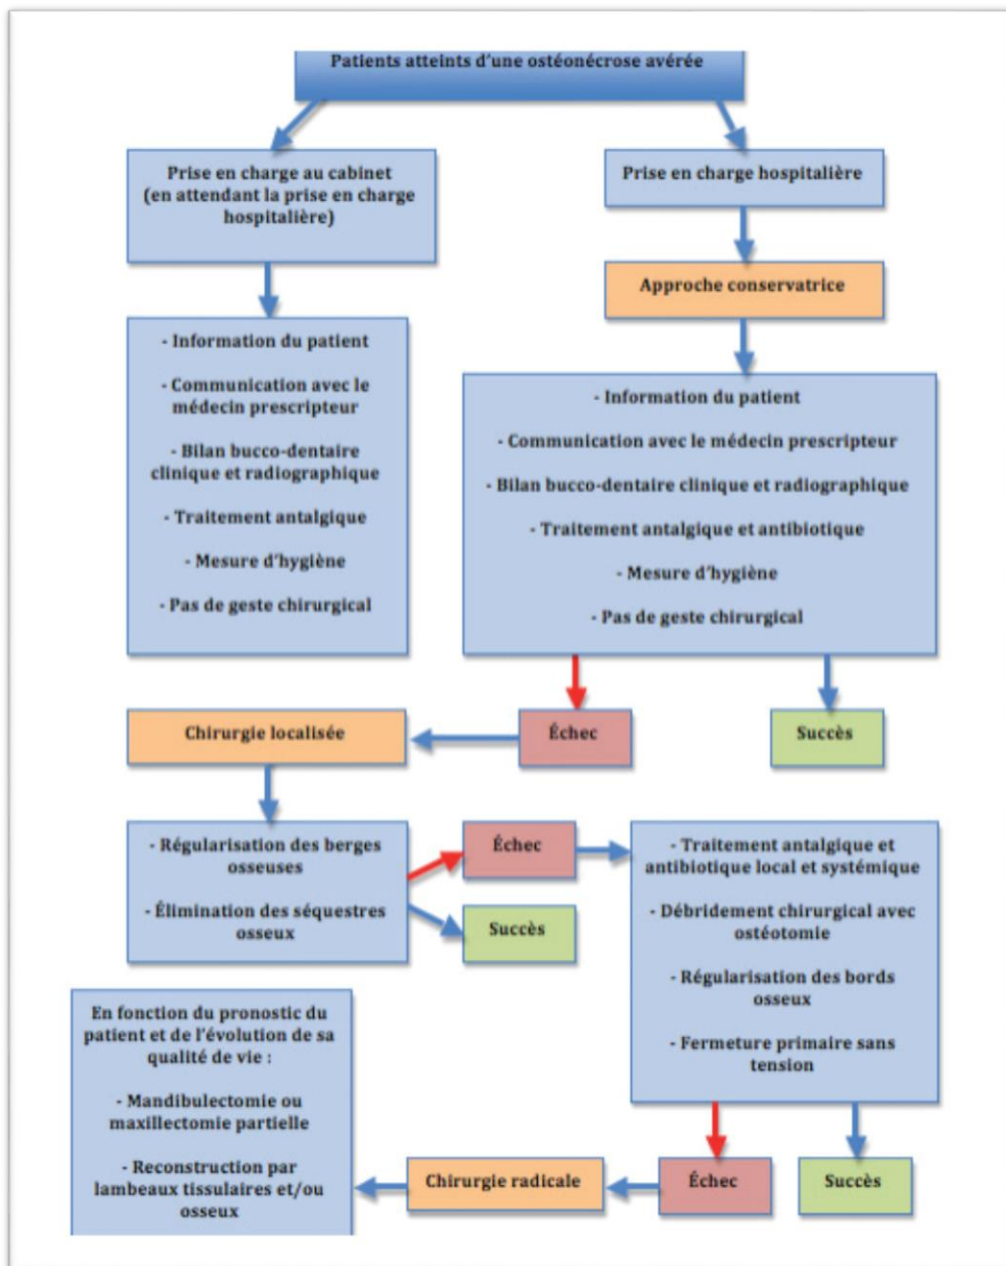 Patients atteints d'une ostéonécrose avérée
Prise en charge au cabinet
(en attendant la prise en charge
hospitalière)
Prise en charge hospitalière
Approche conservatrice
- Information du patient
- Communication avec le
médecin prescripteur
- Bilan bucco-dentaire
clinique et radiographique
- Traitement antalgique
- Mesure d'hygiène
- Pas de geste chirurgical
- Information du patient
- Communication avec le médecin prescripteur
- Bilan bucco-dentaire clinique et radiographique
- Traitement antalgique et antibiotique
- Mesure d'hygiène
- Pas de geste chirurgical
Chirurgie localisée
Échec
Succès
- Régularisation des berges
osseuses
- Élimination des séquestres
osseux
Échec
Succès
- Traitement antalgique et
antibiotique local et systémique
- Débridement chirurgical avec
ostéotomie
- Régularisation des bords
osseux
- Fermeture primaire sans
tension
En fonction du pronostic du
patient et de l'évolution de sa
qualité de vie :
- Mandibulectomie ou
maxillectomie partielle
- Reconstruction par
lambeaux tissulaires et/ou
osseux
Chirurgie radicale
Échec
Succès